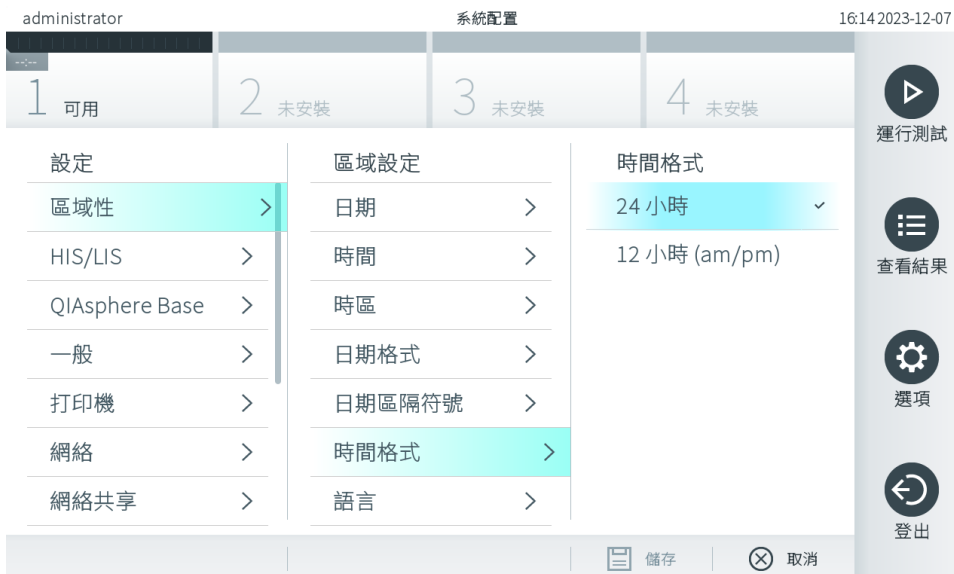 administrator 系統配置 16:14 2023-12-07
--:--
1 可用 2 未安裝 3 未安裝 4 未安裝
運行測試
設定 區域設定 時間格式
區域性 日期 24 小時
HIS/LIS 時間 12 小時 (am/pm)
查看結果
QIAsphere Base 時區
一般 日期格式
打印機 日期區隔符號
選項
網絡 時間格式
網絡共享 語言
登出
儲存 取消